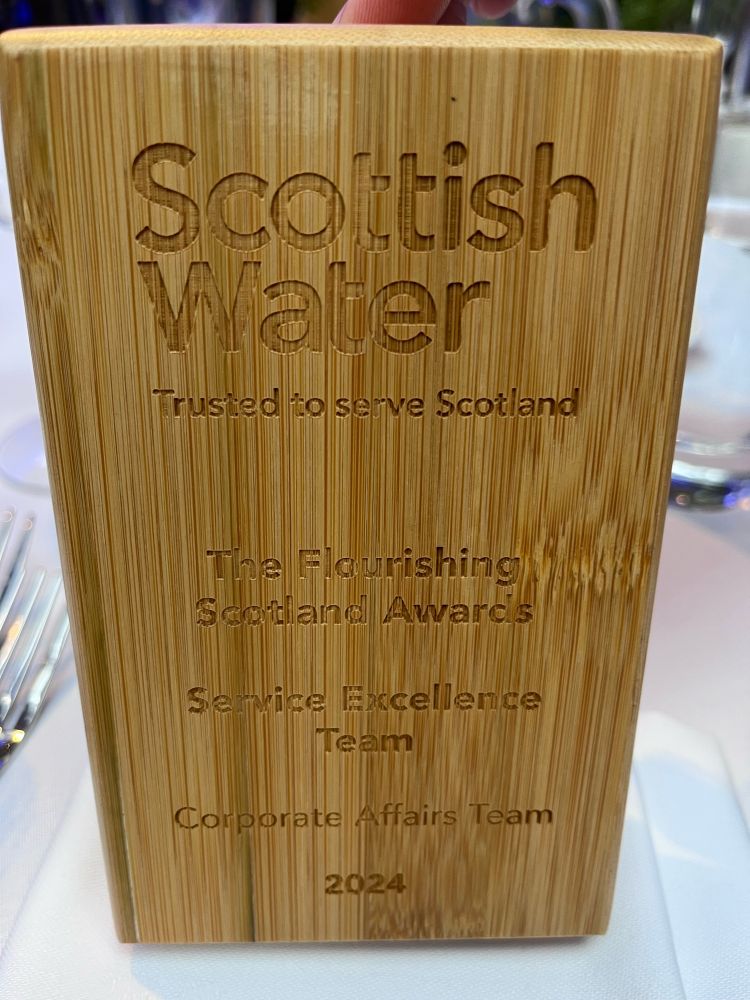 Scottish
Water
Trusted to serve Scotland
The Flourishing
Scotland Awards
Service Excellence
Team
Corporate Affairs Team
2024